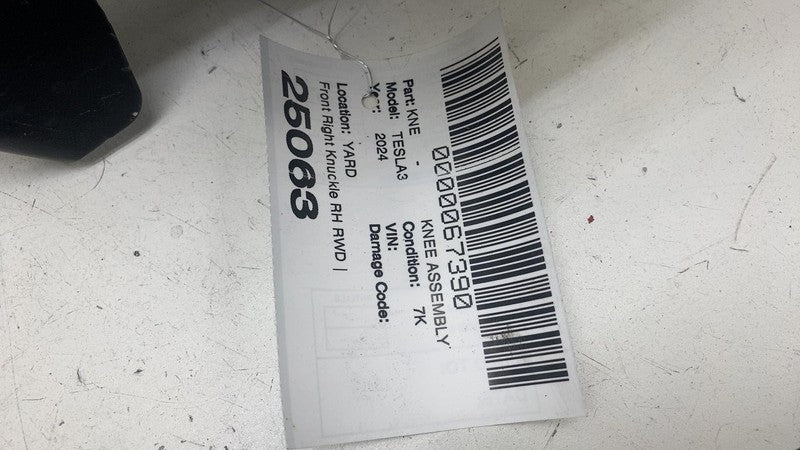 0000067390
Part: KNE - KNEE ASSEMBLY
Model: TESLA3 Condition: 7K
Year: 2024 VIN:
Damage Code:
Location: YARD
Front Right Knuckle RH RWD |
25063